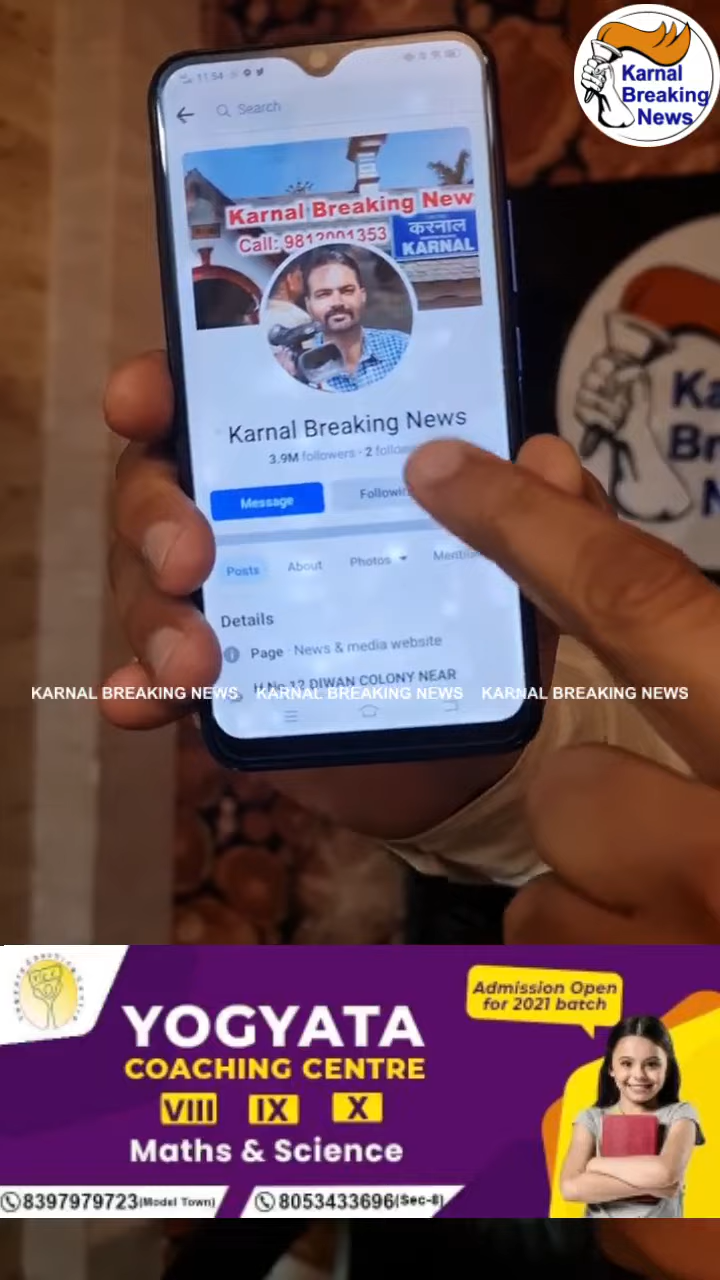 Karnal
Breaking
News
11.54
Search
Karnal Breaking New
Call: 9812001353
करनाल
KARNAL
Karnal Breaking News
3.9M followers · 2
Message
Posts
About
Photos
Details
Page · News & media website
H.No-12 DIWAN COLONY NEAR
KARNAL BREAKING NEWS KARNAL BREAKING NEWS KARNAL BREAKING NEWS
YOGYATA
COACHING CENTRE
VIII IX X
Maths & Science
Admission Open
for 2021 batch
8397979723(Model Town)
8053433696(Sec-8)